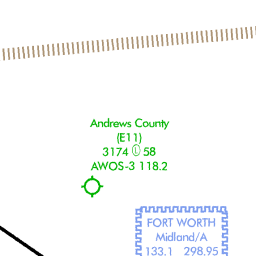 Andrews County
(E11)
3174 Ⓛ 58
AWOS-3 118.2
FORT WORTH
Midland/A
133.1 298.95